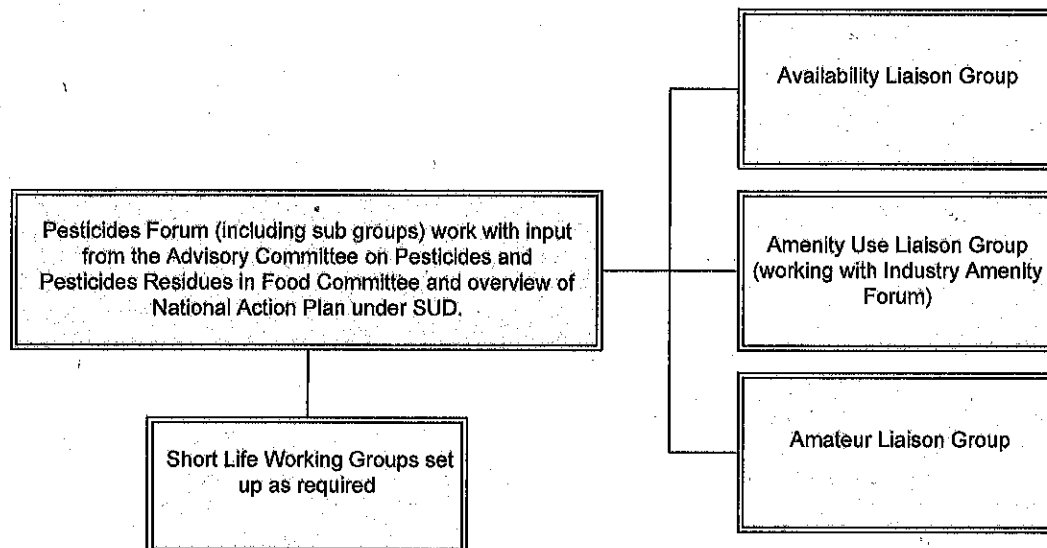 Availability Liaison Group
Pesticides Forum (including sub groups) work with input
from the Advisory Committee on Pesticides and
Pesticides Residues in Food Committee and overview of
National Action Plan under SUD.
Amenity Use Liaison Group
(working with Industry Amenity
Forum)
Short Life Working Groups set
up as required
Amateur Liaison Group